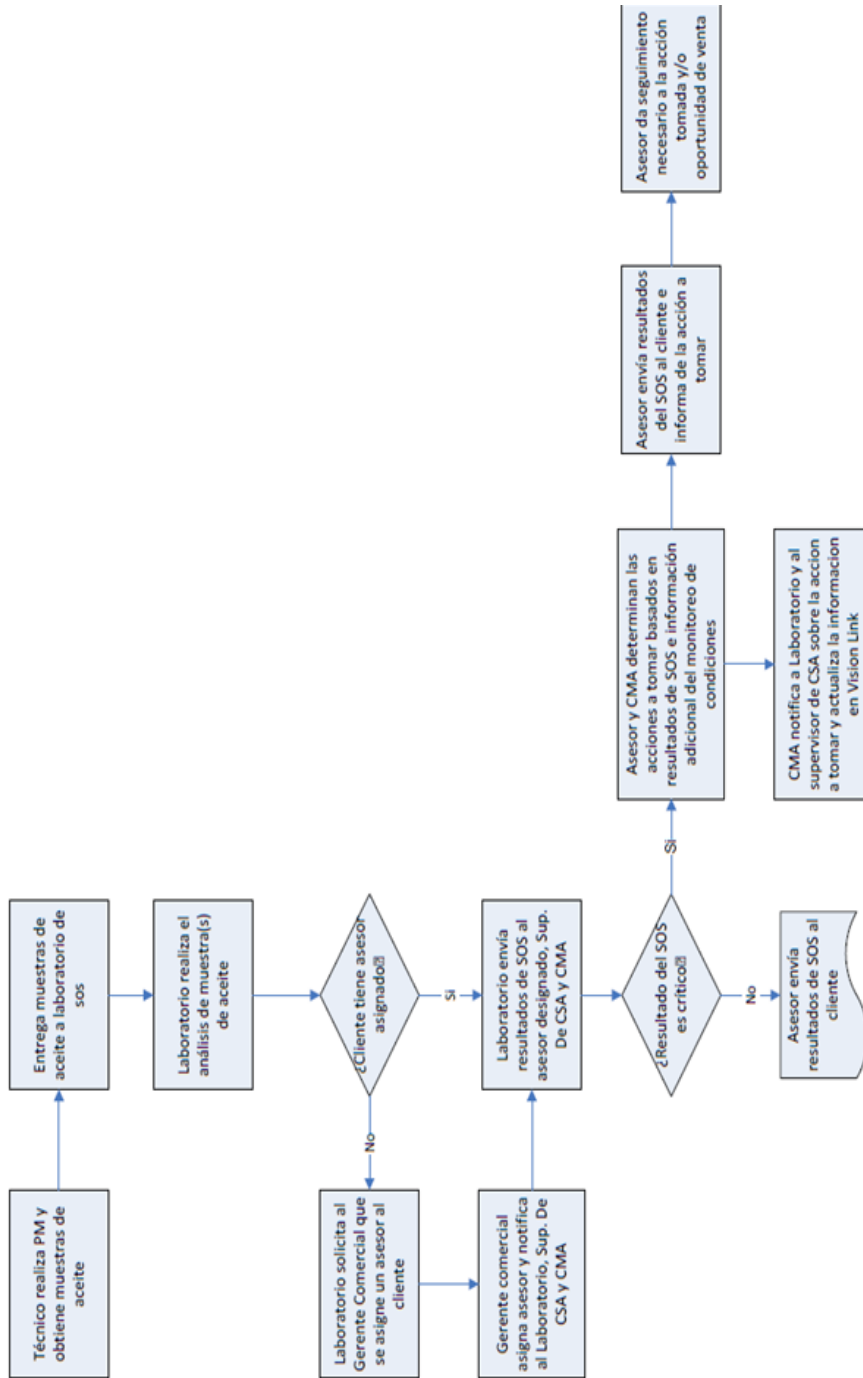 Técnico realiza PM y
obtiene muestras de
aceite
Entrega muestras de
aceite a laboratorio de
sos
Laboratorio realiza el
análisis de muestra(s)
de aceite
¿Cliente tiene asesor
asignado
No
Si
Laboratorio solicita al
Gerente Comercial que
se asigne un asesor al
cliente
Gerente comercial
asigna asesor y notifica
al Laboratorio, Sup. De
CSA y CMA
Laboratorio envía
resultados de SOS al
asesor designado, Sup.
De CSA y CMA
¿Resultado del SOS
es crítico
No
Si
Asesor envía
resultados de SOS al
cliente
Asesor y CMA determinan las
acciones a tomar basados en
resultados de SOS e información
adicional del monitoreo de
condiciones
CMA notifica a Laboratorio y al
supervisor de CSA sobre la accion
a tomar y actualiza la informacion
en Vision Link
Asesor envía resultados
del SOS al cliente e
informa de la acción a
tomar
Asesor da seguimiento
necesario a la acción
tomada y/o
oportunidad de venta